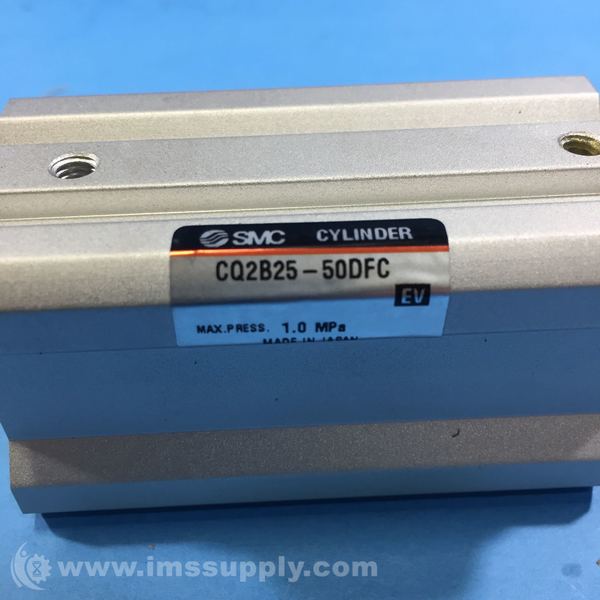 SMC CYLINDER
CQ2B25-50DFC
EV
MAX.PRESS. 1.0 MPa
MADE IN JAPAN
www.imssupply.com